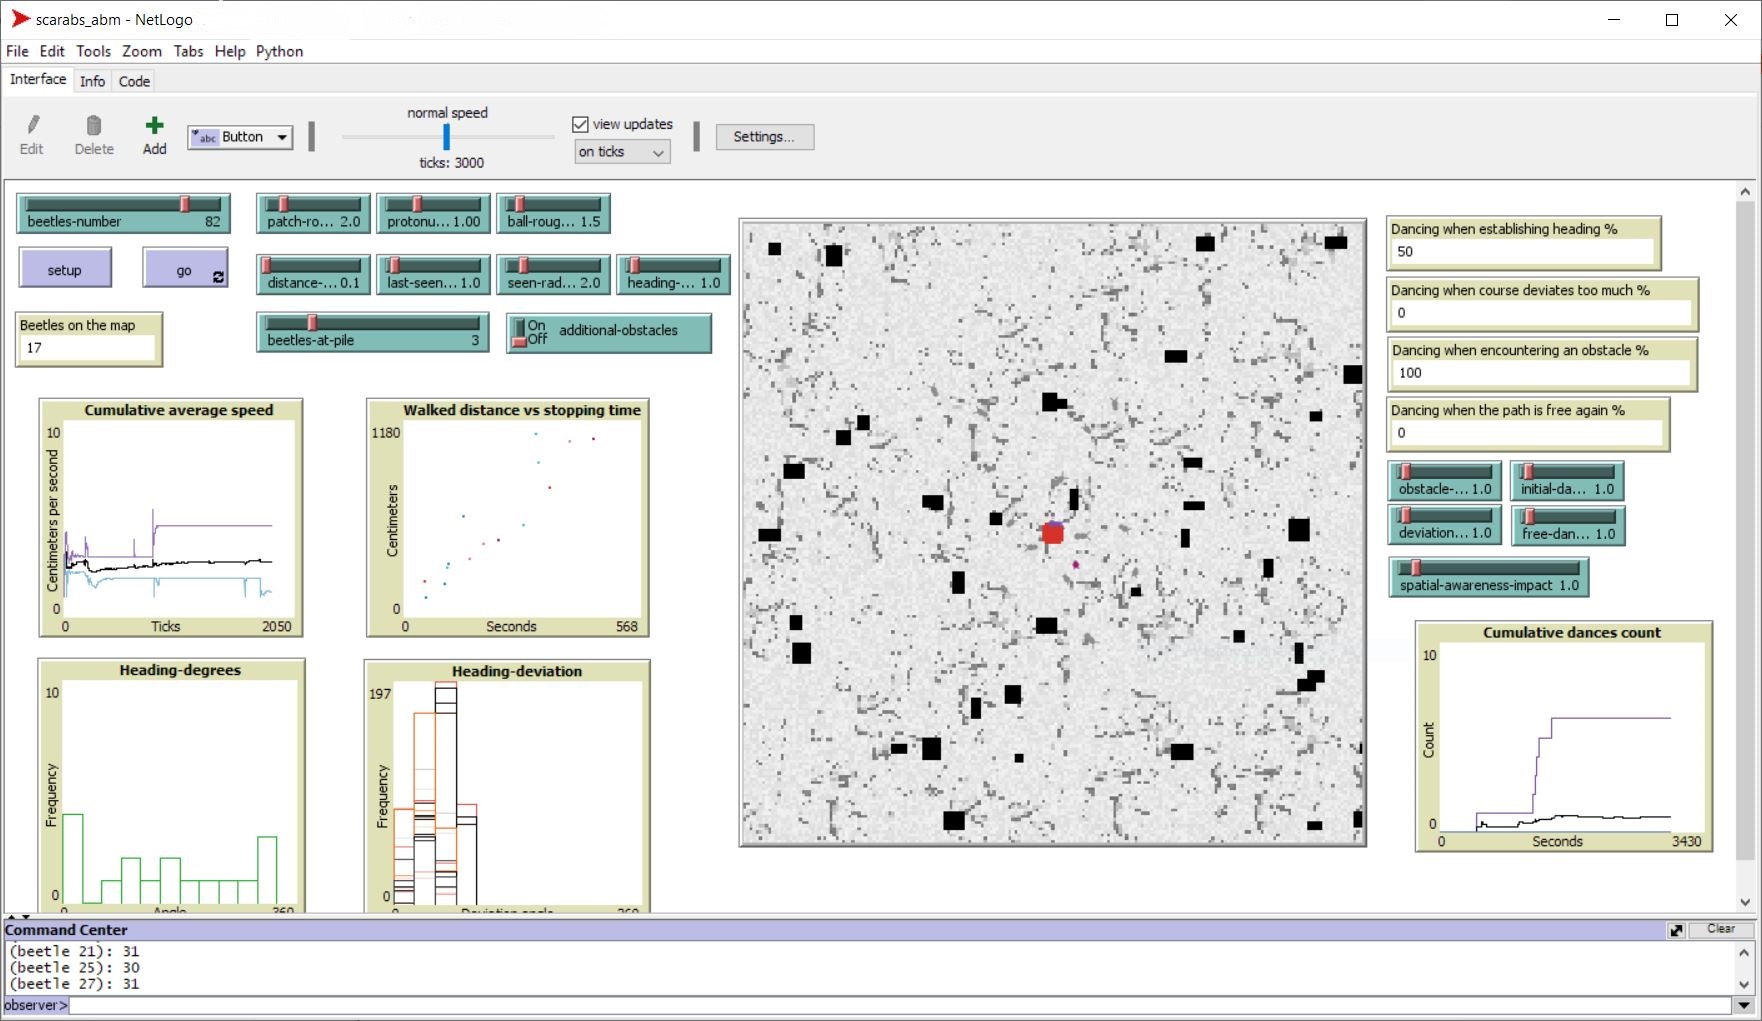 scarabs_abm - NetLogo
File Edit Tools Zoom Tabs Help Python
Interface Info Code
Edit Delete Add abc Button
normal speed
ticks: 3000
view updates
on ticks
Settings...
beetles-number 82
patch-ro... 2.0
protonu... 1.00
ball-roug... 1.5
setup
go
distance-... 0.1
last-seen... 1.0
seen-rad... 2.0
heading-... 1.0
Beetles on the map
17
beetles-at-pile 3
On
Off
additional-obstacles
Cumulative average speed
10
Centimeters per second
0
0 Ticks 2050
Walked distance vs stopping time
1180
Centimeters
0
0 Seconds 568
Heading-degrees
10
Frequency
0
0 Angle 360
Heading-deviation
197
Frequency
0
0 Deviation angle 360
Dancing when establishing heading %
50
Dancing when course deviates too much %
0
Dancing when encountering an obstacle %
100
Dancing when the path is free again %
0
obstacle-... 1.0
initial-da... 1.0
deviation... 1.0
free-dan... 1.0
spatial-awareness-impact 1.0
Cumulative dances count
10
Count
0
0 Seconds 3430
Command Center
Clear
(beetle 21): 31
(beetle 25): 30
(beetle 27): 31
observer>